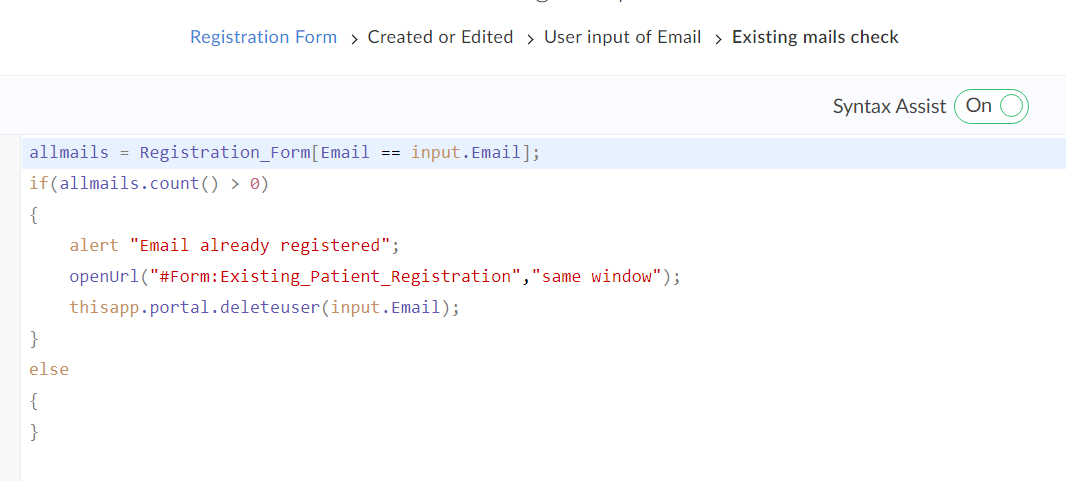 Registration Form > Created or Edited > User input of Email > Existing mails check
Syntax Assist On
allmails = Registration_Form[Email == input.Email];
if(allmails.count() > 0)
{
    alert "Email already registered";
    openUrl("#Form:Existing_Patient_Registration","same window");
    thisapp.portal.deleteuser(input.Email);
}
else
{
}